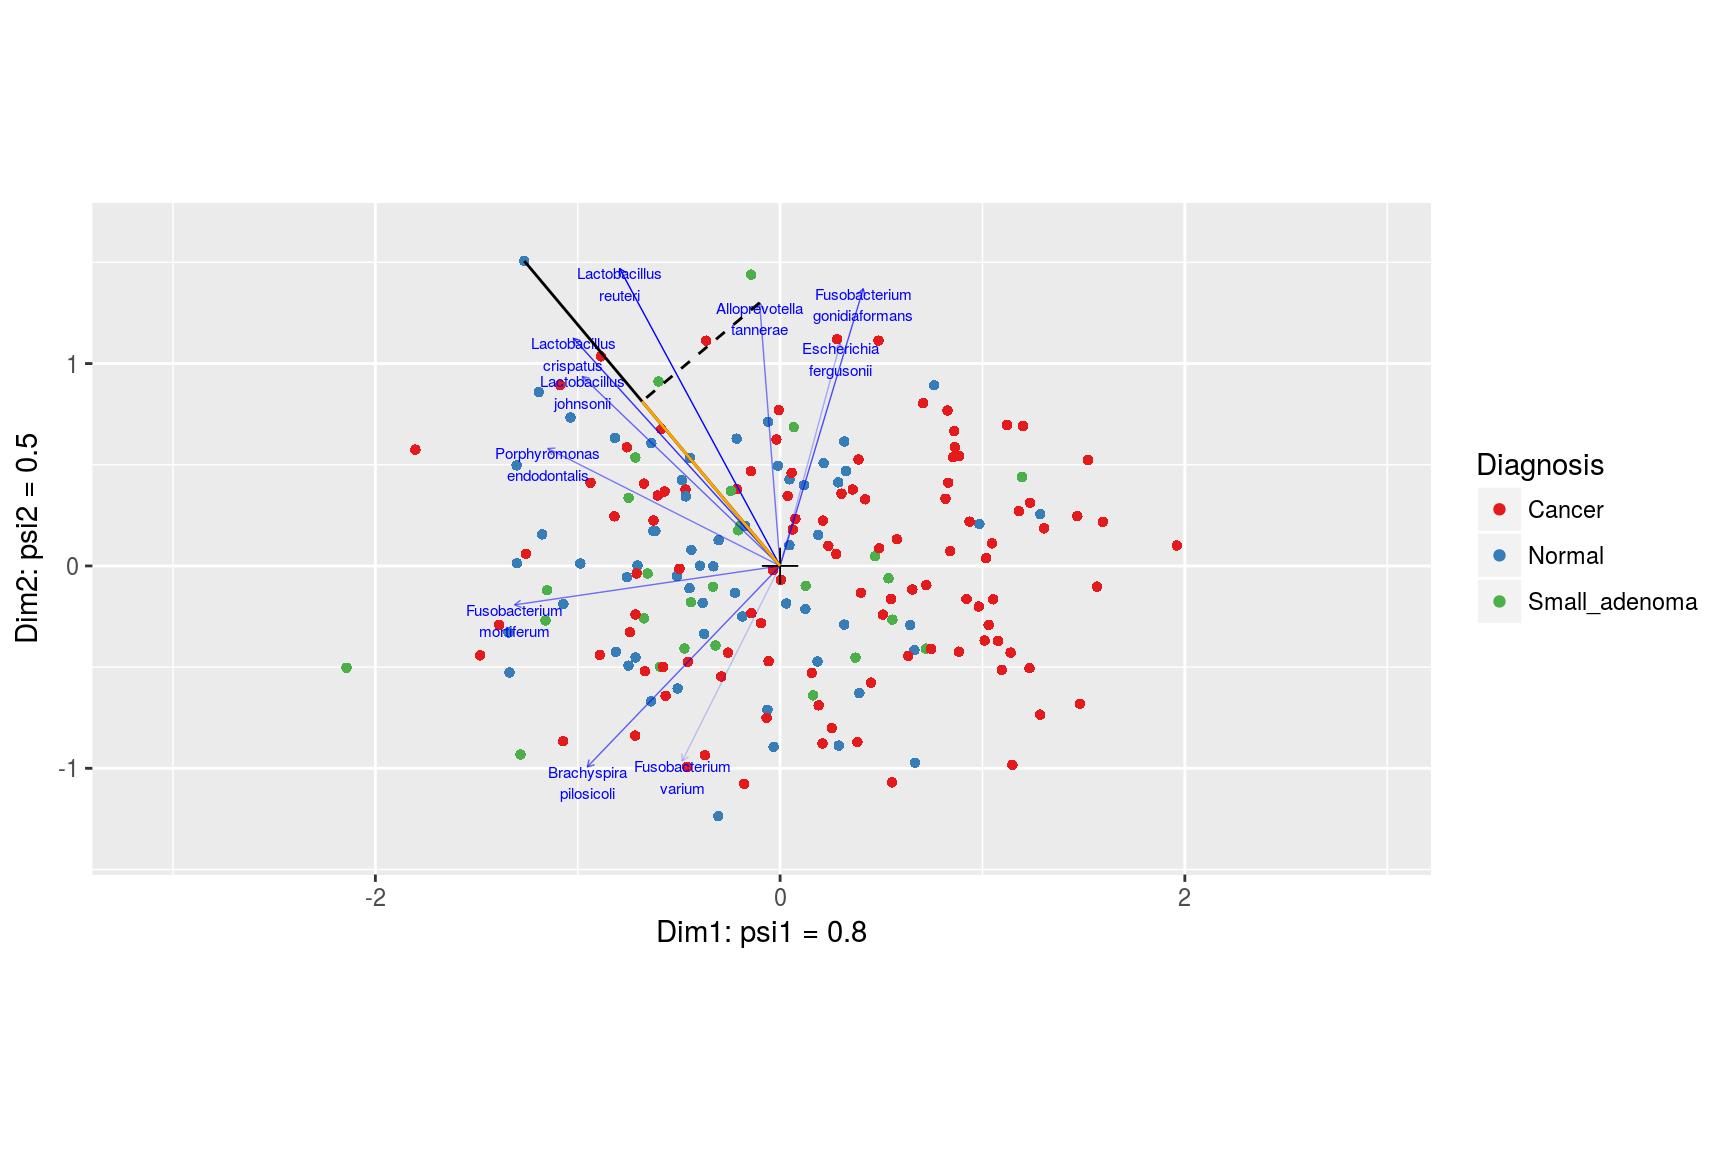 Lactobacillus
reuteri
Alloprevotella
tannerae
Fusobacterium
gonidiaformans
Escherichia
fergusonii
Lactobacillus
crispatus
Lactobacillus
johnsonii
Porphyromonas
endodontalis
Fusobacterium
mortiferum
Brachyspira
pilosicoli
Fusobacterium
varium
1
0
-1
-2
0
2
Dim1: psi1 = 0.8
Dim2: psi2 = 0.5
Diagnosis
Cancer
Normal
Small_adenoma